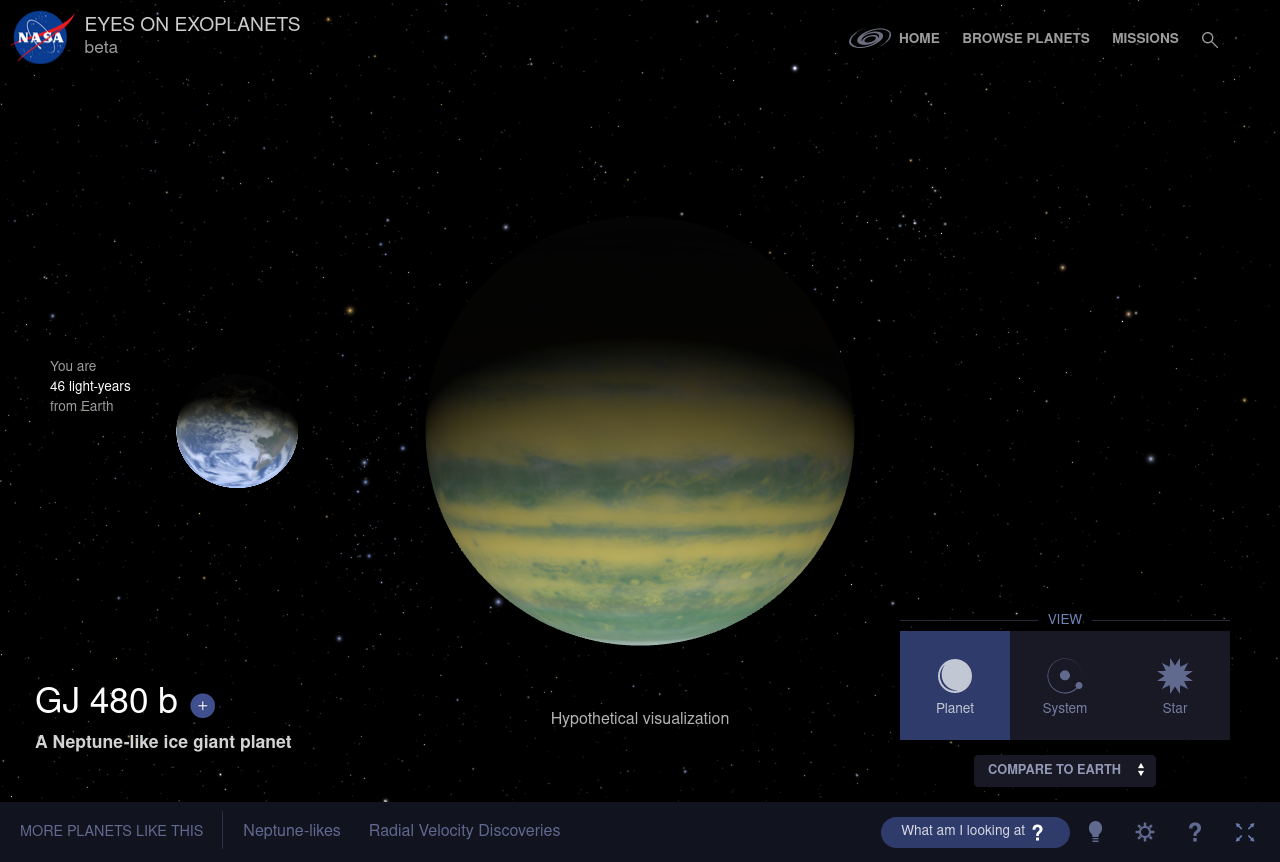 NASA
EYES ON EXOPLANETS
beta
HOME
BROWSE PLANETS
MISSIONS
You are
46 light-years
from Earth
VIEW
Planet
System
Star
GJ 480 b +
A Neptune-like ice giant planet
Hypothetical visualization
COMPARE TO EARTH
MORE PLANETS LIKE THIS
Neptune-likes
Radial Velocity Discoveries
What am I looking at ?
?